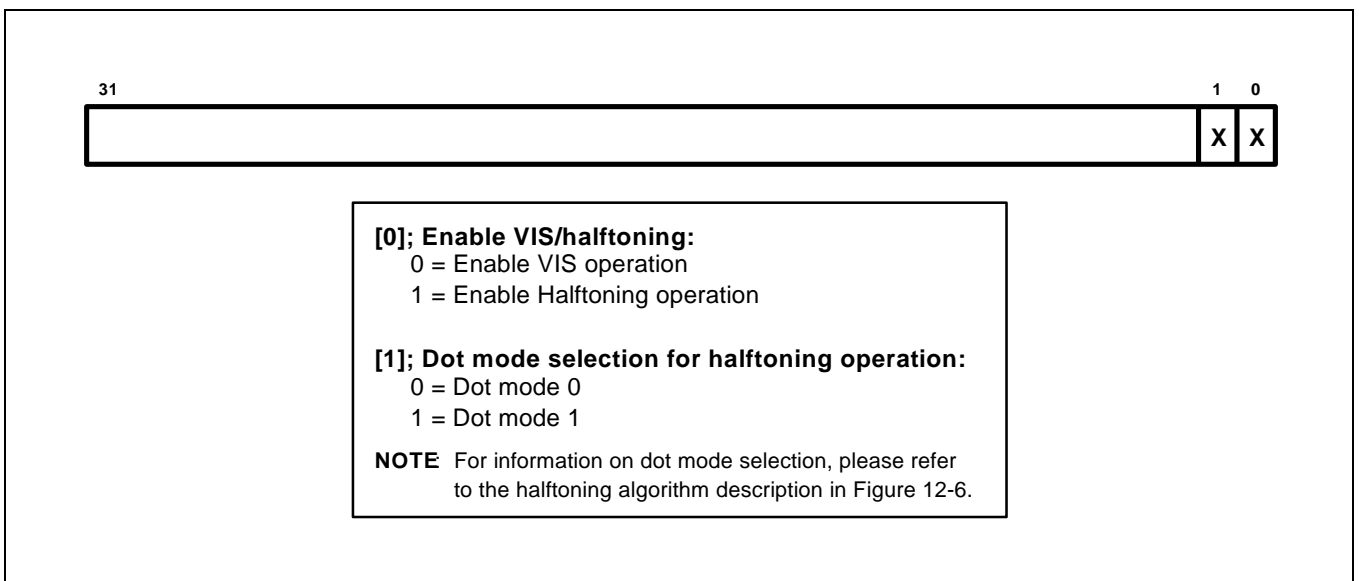 31 1 0
X X
[0]; Enable VIS/halftoning:
0 = Enable VIS operation
1 = Enable Halftoning operation
[1]; Dot mode selection for halftoning operation:
0 = Dot mode 0
1 = Dot mode 1
NOTE: For information on dot mode selection, please refer
to the halftoning algorithm description in Figure 12-6.